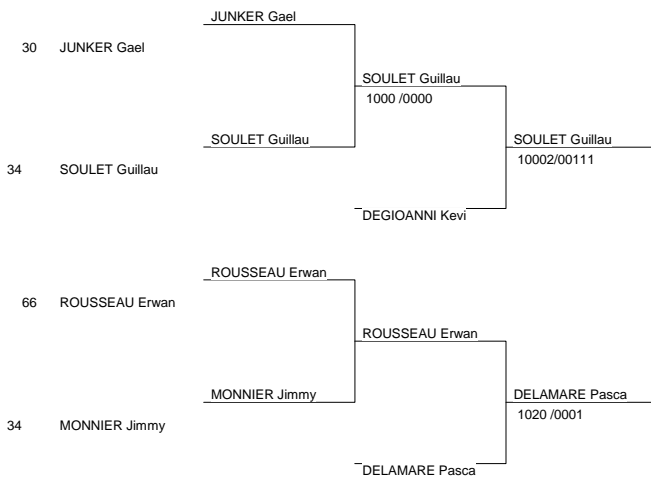 JUNKER Gael
30 JUNKER Gael
SOULET Guillau
1000 /0000
SOULET Guillau
SOULET Guillau
10002/00111
34 SOULET Guillau
DEGIOANNI Kevi
ROUSSEAU Erwan
66 ROUSSEAU Erwan
ROUSSEAU Erwan
MONNIER Jimmy
DELAMARE Pasca
1020 /0001
34 MONNIER Jimmy
DELAMARE Pasca